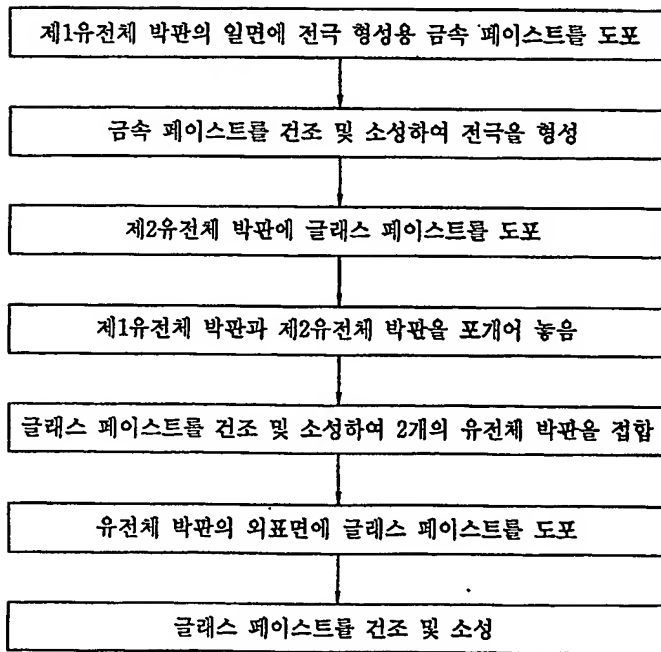 제1유전체 박판의 일면에 전극 형성용 금속 페이스트를 도포
금속 페이스트를 건조 및 소성하여 전극을 형성
제2유전체 박판에 글래스 페이스트를 도포
제1유전체 박판과 제2유전체 박판을 포개어 놓음
글래스 페이스트를 건조 및 소성하여 2개의 유전체 박판을 접합
유전체 박판의 외표면에 글래스 페이스트를 도포
글래스 페이스트를 건조 및 소성